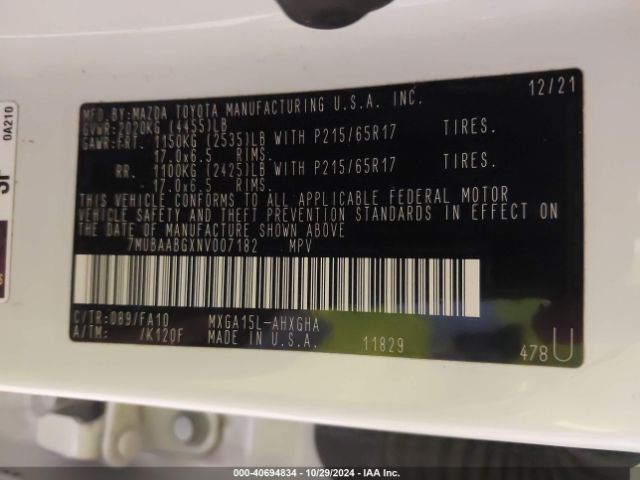 12/21
MFD.BY:MAZDA TOYOTA MANUFACTURING U.S.A. INC.
GVWR:2020KG (4455)LB
GAWR:FRT. 1150KG (2535)LB WITH P215/65R17 TIRES.
17.0x6.5 RIMS.
RR. 1100KG (2425)LB WITH P215/65R17 TIRES.
17.0x6.5 RIMS.
THIS VEHICLE CONFORMS TO ALL APPLICABLE FEDERAL MOTOR
VEHICLE SAFETY AND THEFT PREVENTION STANDARDS IN EFFECT ON
THE DATE OF MANUFACTURE SHOWN ABOVE
7MUBAABGXNV007182 MPV
C/TR:089/FA10 MXGA15L-AHXGHA
A/TM: /K120F MADE IN U.S.A. 11829 478U
0A210
000-40694834 - 10/29/2024 - IAA Inc.